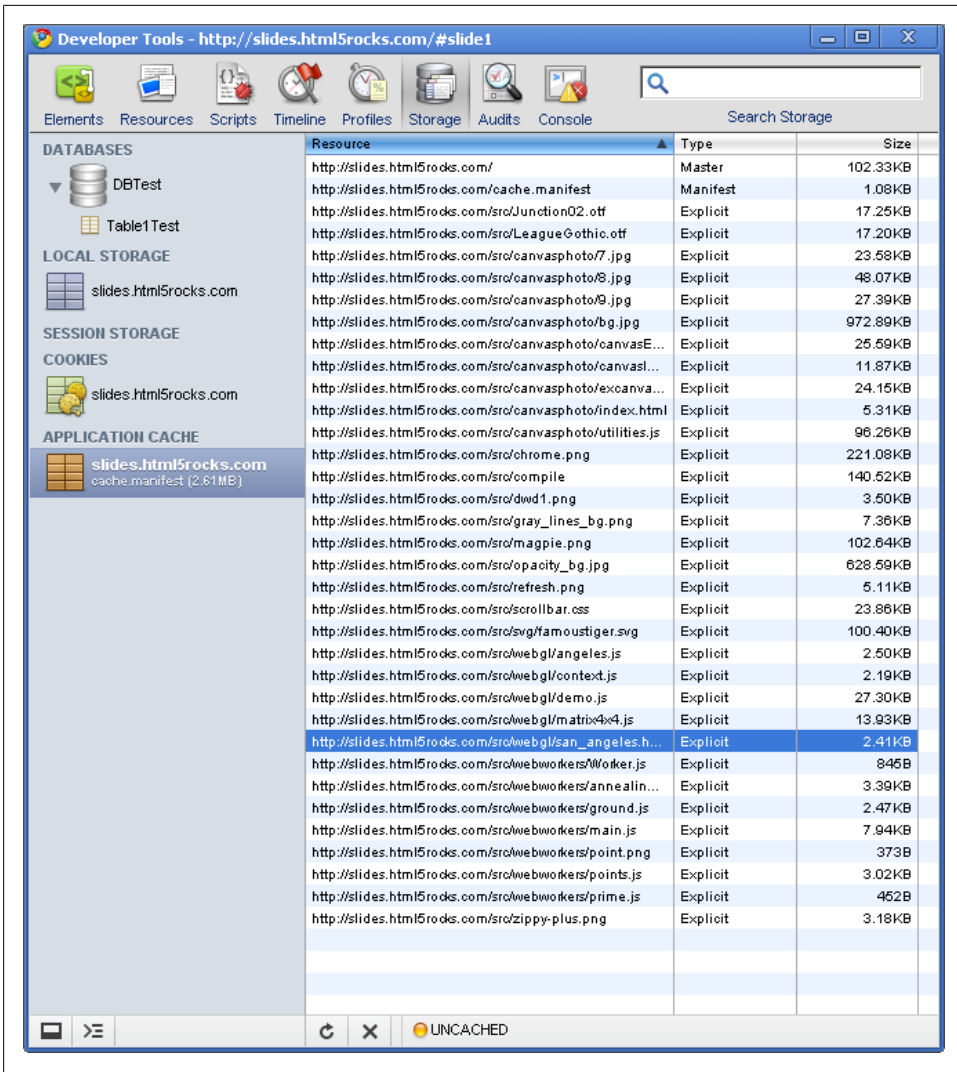 Developer Tools - http://slides.html5rocks.com/#slide1
Elements Resources Scripts Timeline Profiles Storage Audits Console Search Storage
DATABASES
DBTest
Table1Test
LOCAL STORAGE
slides.html5rocks.com
SESSION STORAGE
COOKIES
slides.html5rocks.com
APPLICATION CACHE
slides.html5rocks.com
cache.manifest (2.61MB)
Resource Type Size
http://slides.html5rocks.com/ Master 102.33KB
http://slides.html5rocks.com/cache.manifest Manifest 1.08KB
http://slides.html5rocks.com/src/Junction02.otf Explicit 17.25KB
http://slides.html5rocks.com/src/LeagueGothic.otf Explicit 17.20KB
http://slides.html5rocks.com/src/canvasphoto/7.jpg Explicit 23.58KB
http://slides.html5rocks.com/src/canvasphoto/8.jpg Explicit 48.07KB
http://slides.html5rocks.com/src/canvasphoto/9.jpg Explicit 27.39KB
http://slides.html5rocks.com/src/canvasphoto/bg.jpg Explicit 972.89KB
http://slides.html5rocks.com/src/canvasphoto/canvasE... Explicit 25.59KB
http://slides.html5rocks.com/src/canvasphoto/canvasI... Explicit 11.87KB
http://slides.html5rocks.com/src/canvasphoto/excanva... Explicit 24.15KB
http://slides.html5rocks.com/src/canvasphoto/index.html Explicit 5.31KB
http://slides.html5rocks.com/src/canvasphoto/utilities.js Explicit 96.26KB
http://slides.html5rocks.com/src/chrome.png Explicit 221.08KB
http://slides.html5rocks.com/src/compile Explicit 140.52KB
http://slides.html5rocks.com/src/dwd1.png Explicit 3.50KB
http://slides.html5rocks.com/src/gray_lines_bg.png Explicit 7.36KB
http://slides.html5rocks.com/src/magpie.png Explicit 102.64KB
http://slides.html5rocks.com/src/opacity_bg.jpg Explicit 628.59KB
http://slides.html5rocks.com/src/refresh.png Explicit 5.11KB
http://slides.html5rocks.com/src/scrollbar.css Explicit 23.86KB
http://slides.html5rocks.com/src/svg/famoustiger.svg Explicit 100.40KB
http://slides.html5rocks.com/src/webgl/angeles.js Explicit 2.50KB
http://slides.html5rocks.com/src/webgl/context.js Explicit 2.19KB
http://slides.html5rocks.com/src/webgl/demo.js Explicit 27.30KB
http://slides.html5rocks.com/src/webgl/matrix4x4.js Explicit 13.93KB
http://slides.html5rocks.com/src/webgl/san_angeles.h... Explicit 2.41KB
http://slides.html5rocks.com/src/webworkers/Worker.js Explicit 845B
http://slides.html5rocks.com/src/webworkers/annealin... Explicit 3.39KB
http://slides.html5rocks.com/src/webworkers/ground.js Explicit 2.47KB
http://slides.html5rocks.com/src/webworkers/main.js Explicit 7.94KB
http://slides.html5rocks.com/src/webworkers/point.png Explicit 373B
http://slides.html5rocks.com/src/webworkers/points.js Explicit 3.02KB
http://slides.html5rocks.com/src/webworkers/prime.js Explicit 452B
http://slides.html5rocks.com/src/zippy-plus.png Explicit 3.18KB
UNCACHED